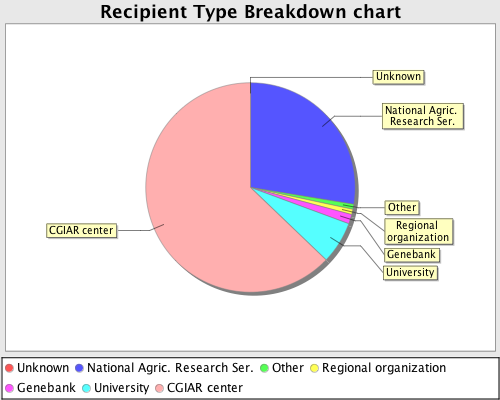 Recipient Type Breakdown chart
Unknown
National Agric.
Research Ser.
Other
Regional
organization
Genebank
University
CGIAR center
Unknown National Agric. Research Ser. Other Regional organization
Genebank University CGIAR center